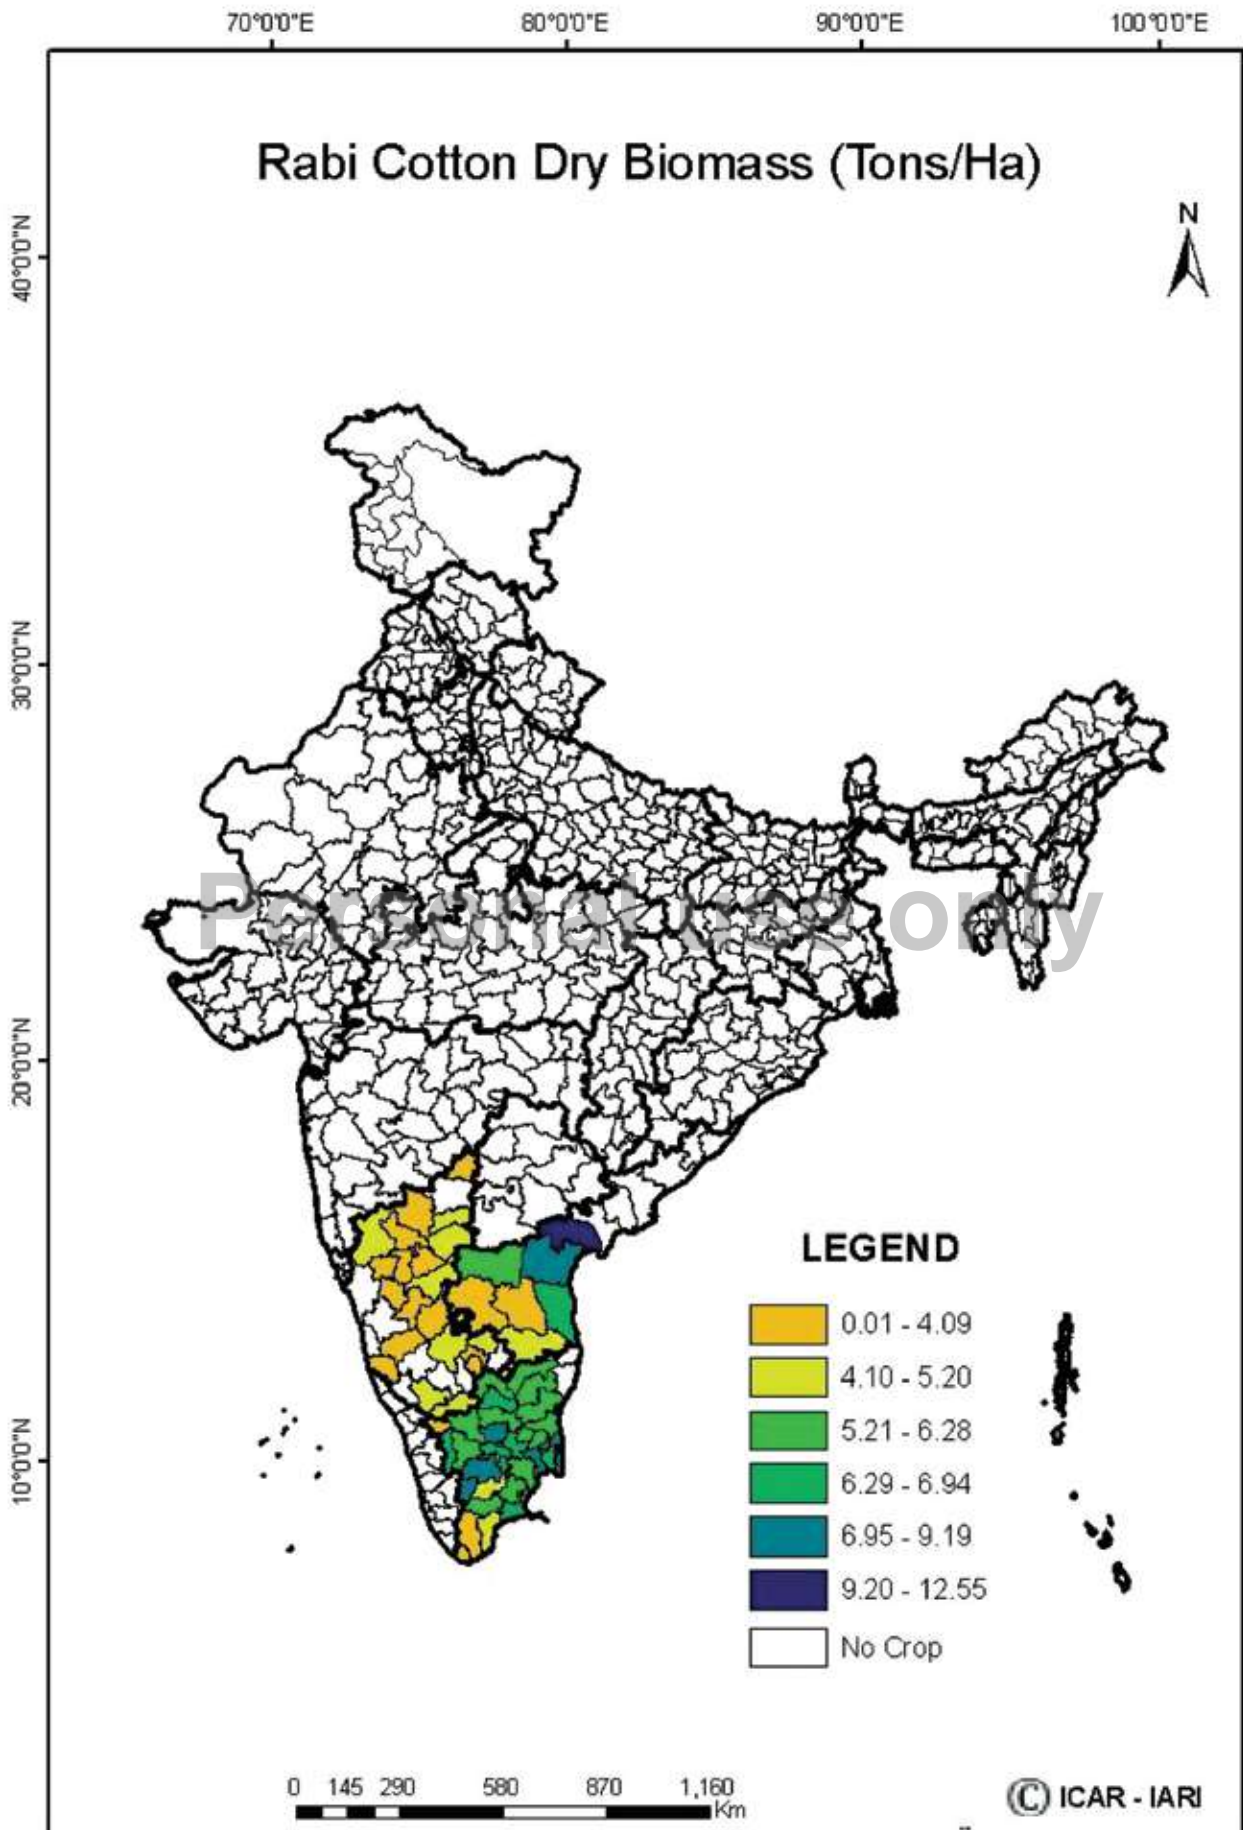 70°0'0"E 80°0'0"E 90°0'0"E 100°0'0"E
Rabi Cotton Dry Biomass (Tons/Ha)
N
40°0'0"N
30°0'0"N
Personal use only
20°0'0"N
LEGEND
0.01 - 4.09
4.10 - 5.20
5.21 - 6.28
10°0'0"N
6.29 - 6.94
6.95 - 9.19
9.20 - 12.55
No Crop
0 145 290 580 870 1,160
Km
© ICAR - IARI